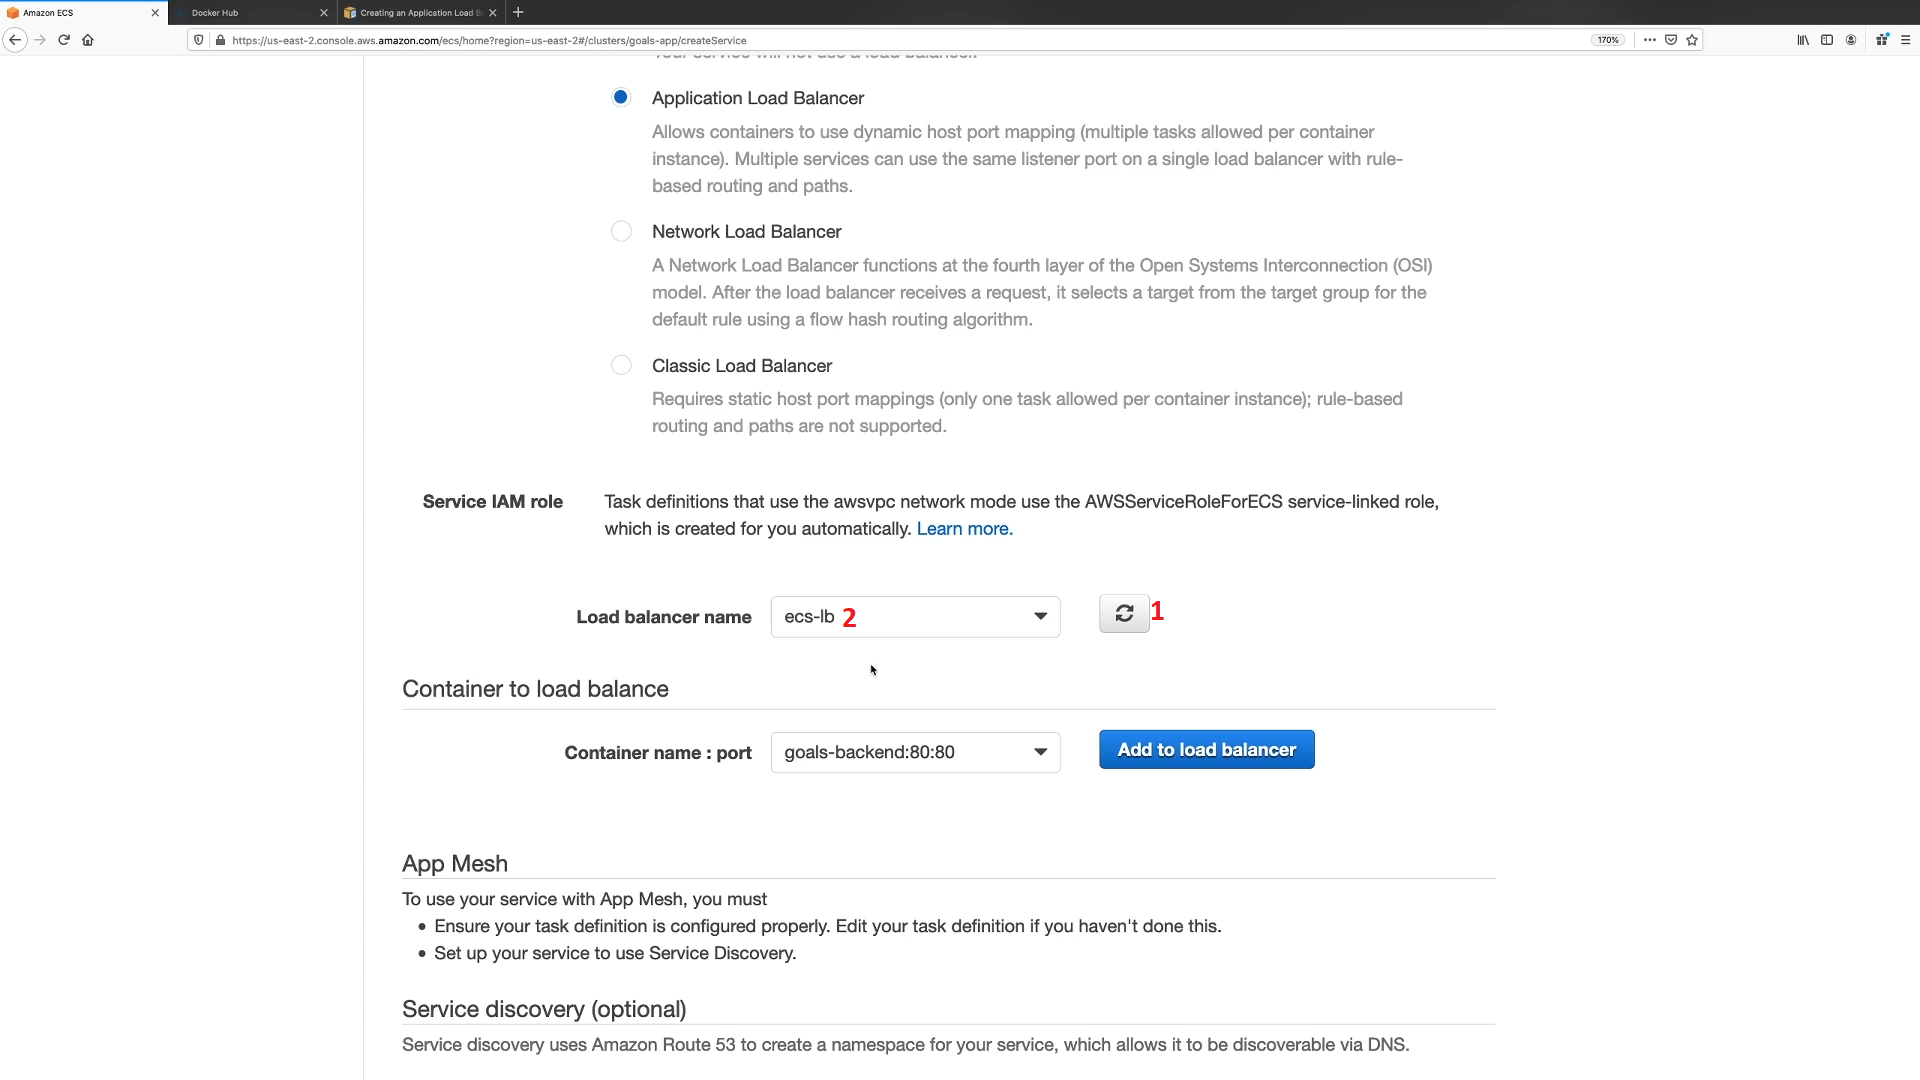 Amazon ECS
Docker Hub
Creating an Application Load B
https://us-east-2.console.aws.amazon.com/ecs/home?region=us-east-2#/clusters/goals-app/createService
170%
Your service will not use a load balancer.
Application Load Balancer
Allows containers to use dynamic host port mapping (multiple tasks allowed per container
instance). Multiple services can use the same listener port on a single load balancer with rule-
based routing and paths.
Network Load Balancer
A Network Load Balancer functions at the fourth layer of the Open Systems Interconnection (OSI)
model. After the load balancer receives a request, it selects a target from the target group for the
default rule using a flow hash routing algorithm.
Classic Load Balancer
Requires static host port mappings (only one task allowed per container instance); rule-based
routing and paths are not supported.
Service IAM role
Task definitions that use the awsvpc network mode use the AWSServiceRoleForECS service-linked role,
which is created for you automatically. Learn more.
Load balancer name
ecs-lb 2
1
Container to load balance
Container name : port
goals-backend:80:80
Add to load balancer
App Mesh
To use your service with App Mesh, you must
• Ensure your task definition is configured properly. Edit your task definition if you haven't done this.
• Set up your service to use Service Discovery.
Service discovery (optional)
Service discovery uses Amazon Route 53 to create a namespace for your service, which allows it to be discoverable via DNS.